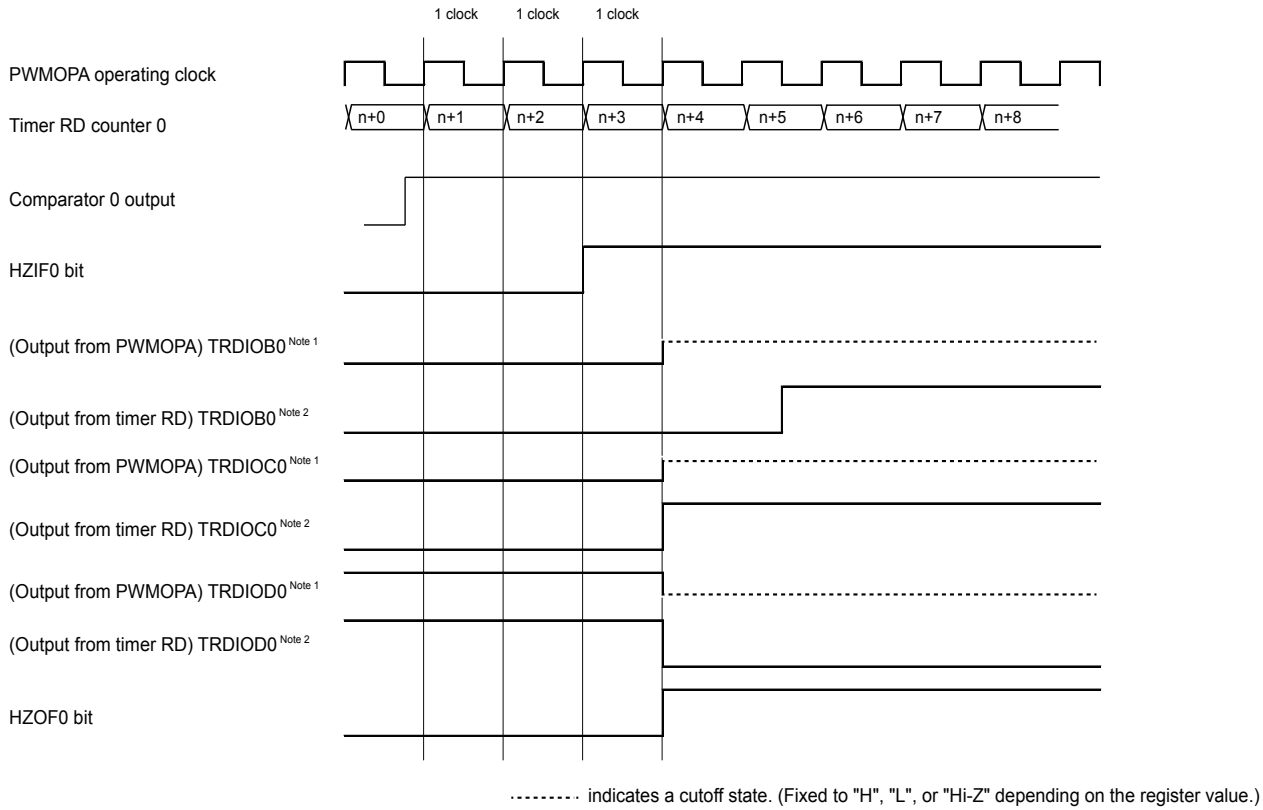 1 clock 1 clock 1 clock
PWMOPA operating clock
Timer RD counter 0
n+0 n+1 n+2 n+3 n+4 n+5 n+6 n+7 n+8
Comparator 0 output
HZIF0 bit
(Output from PWMOPA) TRDIOB0 Note 1
(Output from timer RD) TRDIOB0 Note 2
(Output from PWMOPA) TRDIOC0 Note 1
(Output from timer RD) TRDIOC0 Note 2
(Output from PWMOPA) TRDIOD0 Note 1
(Output from timer RD) TRDIOD0 Note 2
HZOF0 bit
indicates a cutoff state. (Fixed to "H", "L", or "Hi-Z" depending on the register value.)